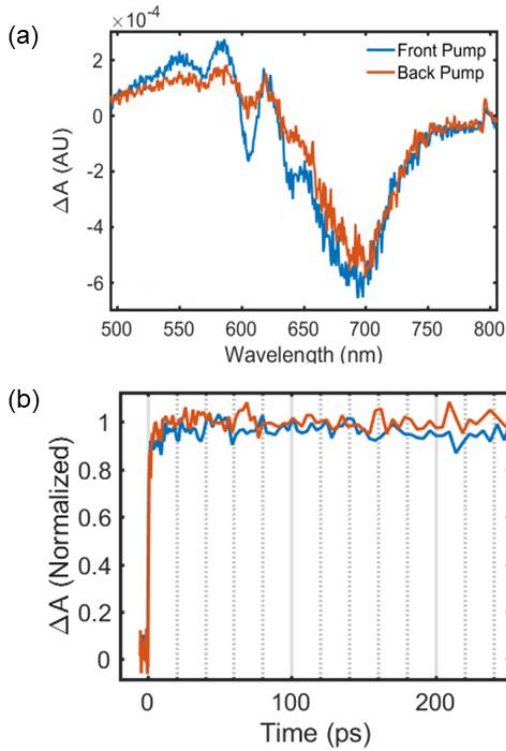 (a)
×10⁻⁴
Front Pump
Back Pump
2
0
-2
-4
-6
ΔA (AU)
500 550 600 650 700 750 800
Wavelength (nm)
(b)
1
0.8
0.6
0.4
0.2
0
ΔA (Normalized)
0 100 200
Time (ps)